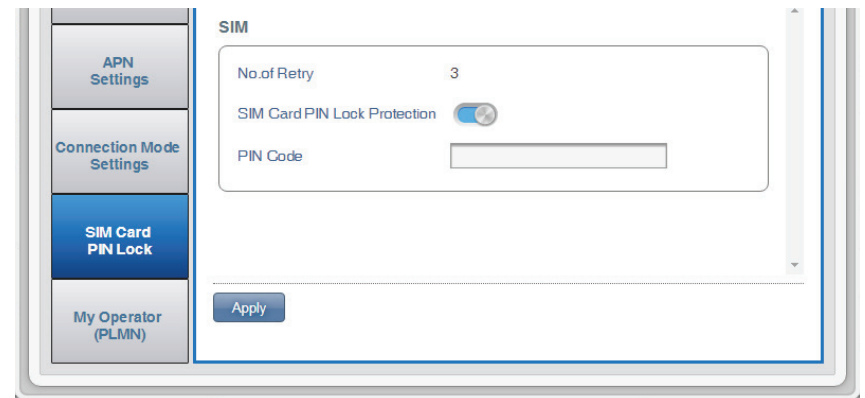 SIM
APN
Settings
No.of Retry 3
SIM Card PIN Lock Protection
Connection Mode
Settings
PIN Code
SIM Card
PIN Lock
My Operator
(PLMN)
Apply